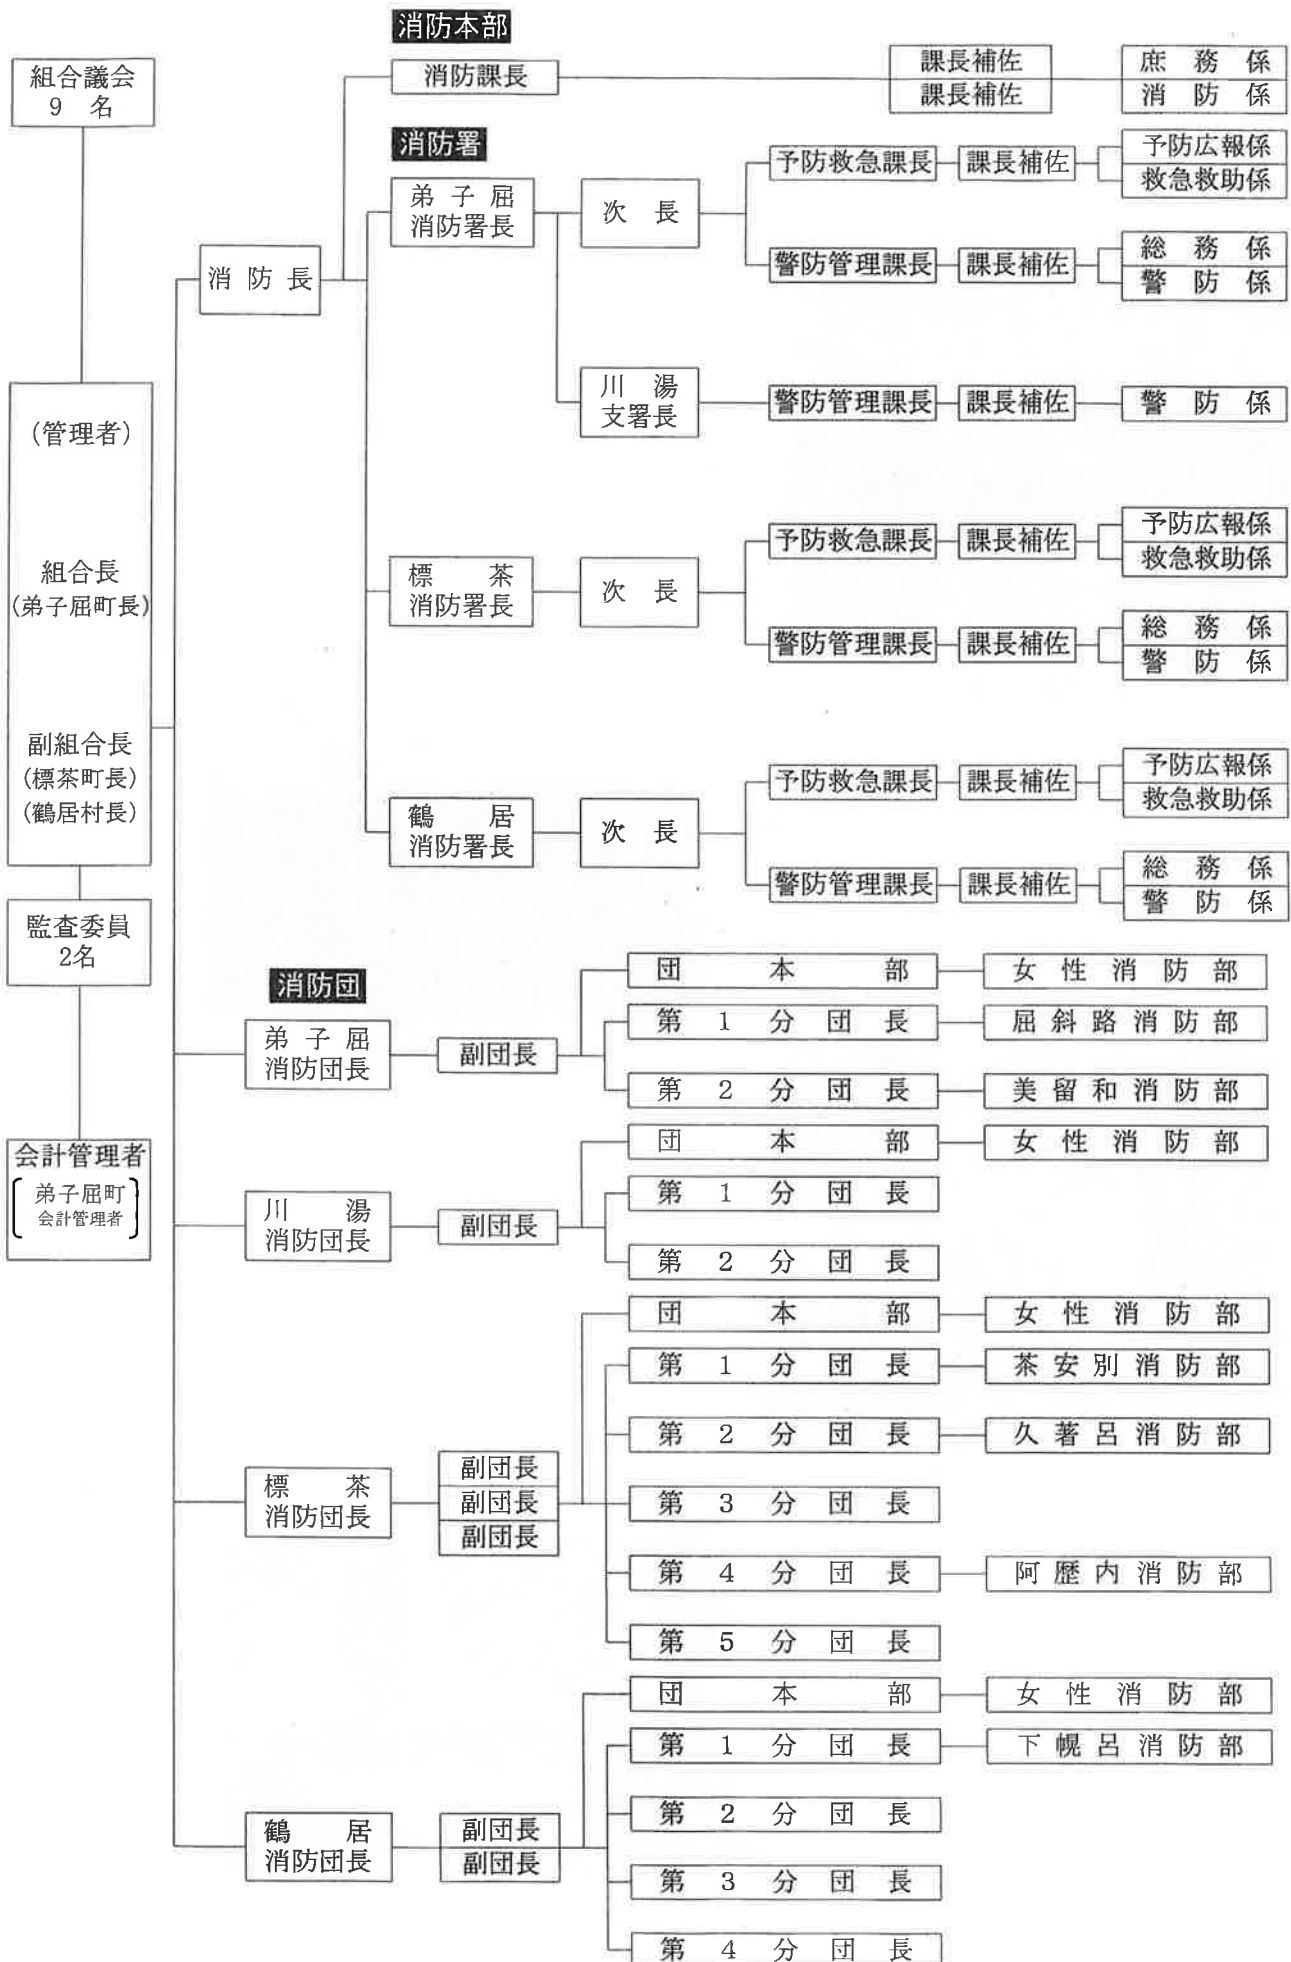 消防本部
組合議会
9 名
消防課長
課長補佐
課長補佐
庶務係
消防係
消防署
弟子屈
消防署長
次長
予防救急課長
課長補佐
予防広報係
救急救助係
警防管理課長
課長補佐
総務係
警防係
消防長
川湯
支署長
警防管理課長
課長補佐
警防係
(管理者)
組合長
(弟子屈町長)
副組合長
(標茶町長)
(鶴居村長)
標茶
消防署長
次長
予防救急課長
課長補佐
予防広報係
救急救助係
警防管理課長
課長補佐
総務係
警防係
鶴居
消防署長
次長
予防救急課長
課長補佐
予防広報係
救急救助係
警防管理課長
課長補佐
総務係
警防係
監査委員
2名
会計管理者
弟子屈町
会計管理者
消防団
弟子屈
消防団長
副団長
団本部
女性消防部
第1分団長
屈斜路消防部
第2分団長
美留和消防部
川湯
消防団長
副団長
団本部
女性消防部
第1分団長
第2分団長
標茶
消防団長
副団長
副団長
副団長
団本部
女性消防部
第1分団長
茶安別消防部
第2分団長
久著呂消防部
第3分団長
第4分団長
阿歴内消防部
第5分団長
鶴居
消防団長
副団長
副団長
団本部
女性消防部
第1分団長
下幌呂消防部
第2分団長
第3分団長
第4分団長